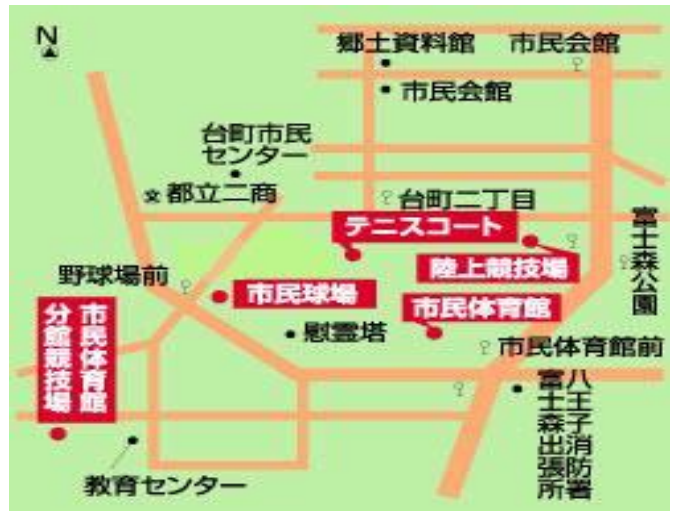 N
郷土資料館
市民会館
市民会館
台町市民
センター
文都立二商
台町二丁目
テニスコート
陸上競技場
富士森公園
野球場前
市民球場
市民体育館
市民体育館
分館競技場
慰霊塔
市民体育館前
八王子消防署
富士森出張所
教育センター